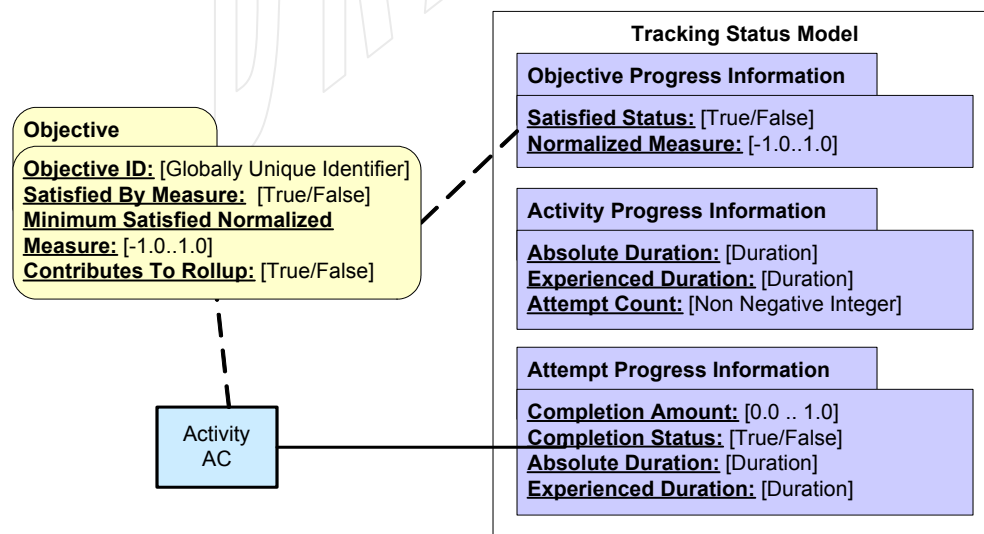 Tracking Status Model
Objective Progress Information
Satisfied Status: [True/False]
Normalized Measure: [-1.0..1.0]
Objective
Objective ID: [Globally Unique Identifier]
Satisfied By Measure: [True/False]
Minimum Satisfied Normalized
Measure: [-1.0..1.0]
Contributes To Rollup: [True/False]
Activity Progress Information
Absolute Duration: [Duration]
Experienced Duration: [Duration]
Attempt Count: [Non Negative Integer]
Attempt Progress Information
Completion Amount: [0.0 .. 1.0]
Completion Status: [True/False]
Absolute Duration: [Duration]
Experienced Duration: [Duration]
Activity
AC